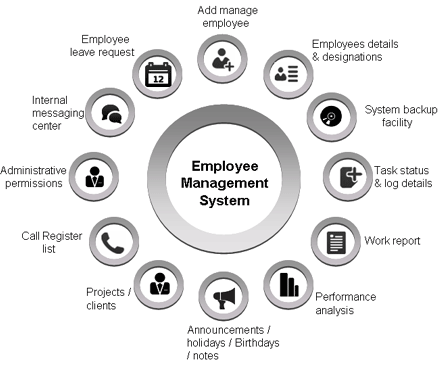 Add manage
employee
Employees details
& designations
System backup
facility
Task status
& log details
Work report
Performance
analysis
Announcements /
holidays / Birthdays
/ notes
Projects /
clients
Call Register
list
Administrative
permissions
Internal
messaging
center
Employee
leave request
12
Employee
Management
System